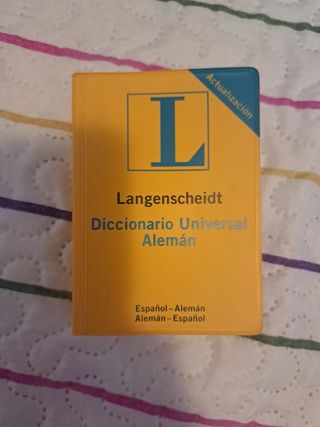 Actualización
L
Langenscheidt
Diccionario Universal
Alemán
Español – Alemán
Alemán – Español